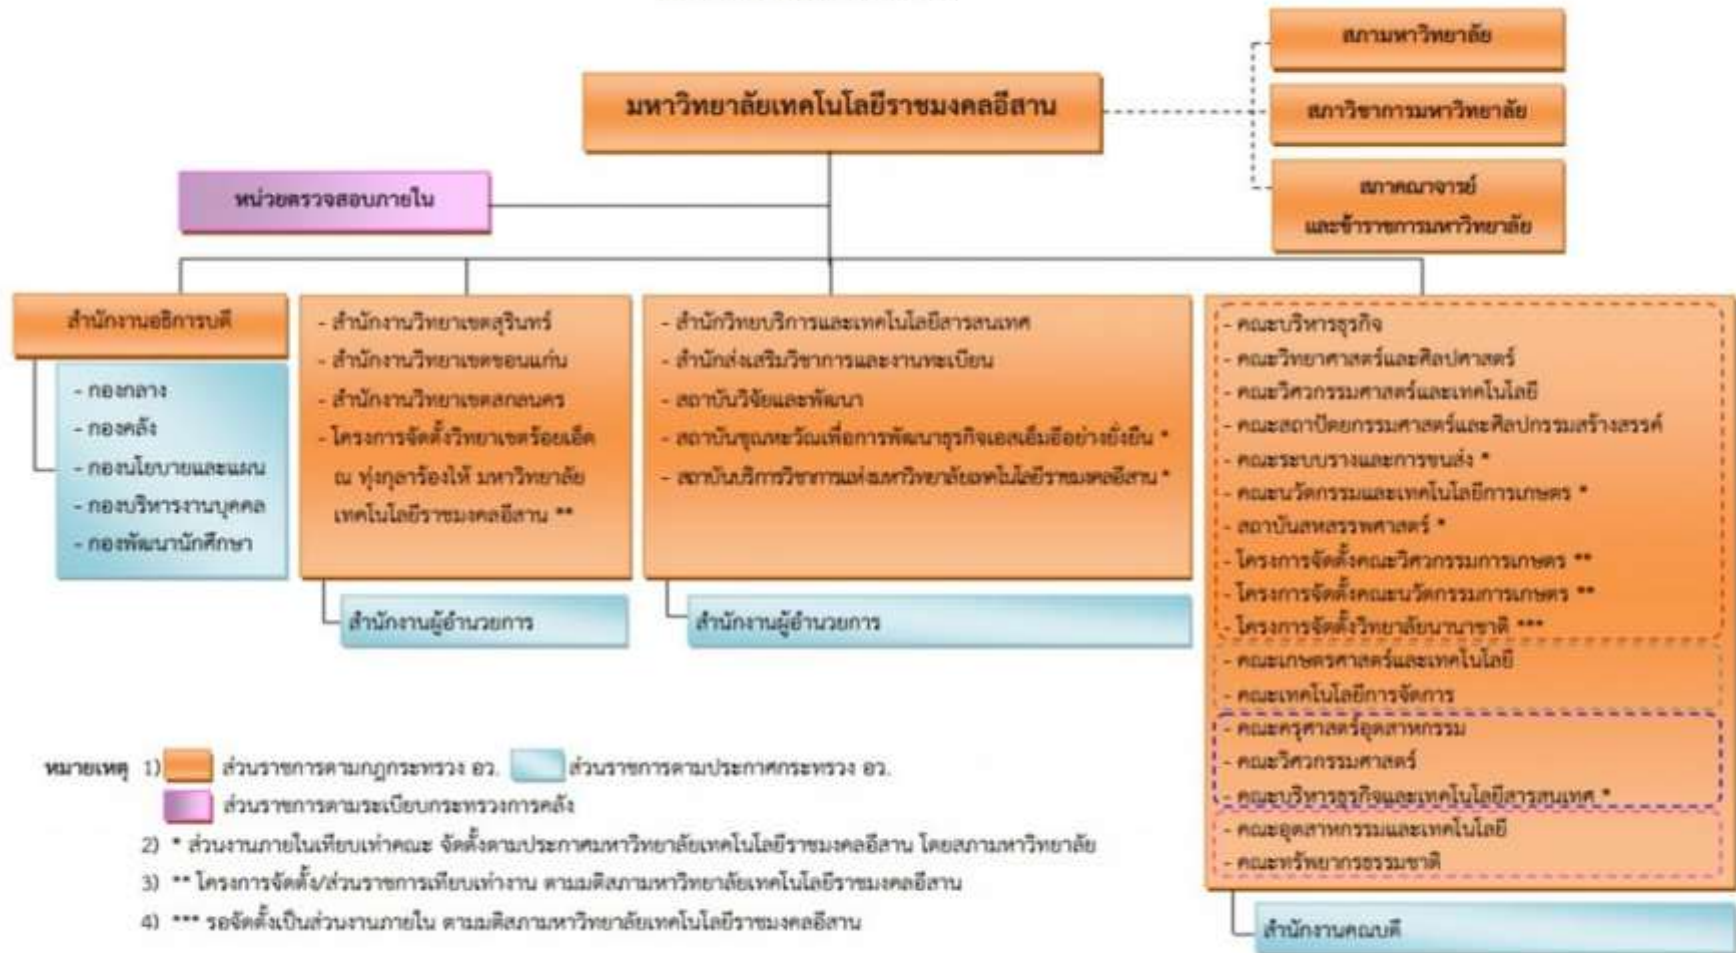 มหาวิทยาลัยเทคโนโลยีราชมงคลอีสาน
สภามหาวิทยาลัย
สภาวิชาการมหาวิทยาลัย
สภาคณาจารย์
และข้าราชการมหาวิทยาลัย
หน่วยตรวจสอบภายใน
สำนักงานอธิการบดี
- กองกลาง
- กองคลัง
- กองนโยบายและแผน
- กองบริหารงานบุคคล
- กองพัฒนานักศึกษา
- สำนักงานวิทยาเขตสุรินทร์
- สำนักงานวิทยาเขตขอนแก่น
- สำนักงานวิทยาเขตสกลนคร
- โครงการจัดตั้งวิทยาเขตร้อยเอ็ด
ณ ทุ่งกุลาร้องไห้ มหาวิทยาลัย
เทคโนโลยีราชมงคลอีสาน **
สำนักงานผู้อำนวยการ
- สำนักวิทยบริการและเทคโนโลยีสารสนเทศ
- สำนักส่งเสริมวิชาการและงานทะเบียน
- สถาบันวิจัยและพัฒนา
- สถาบันชุณหะวัณเพื่อการพัฒนาธุรกิจเอสเอ็มอีอย่างยั่งยืน *
- สถาบันบริการวิชาการแห่งมหาวิทยาลัยเทคโนโลยีราชมงคลอีสาน *
สำนักงานผู้อำนวยการ
- คณะบริหารธุรกิจ
- คณะวิทยาศาสตร์และศิลปศาสตร์
- คณะวิศวกรรมศาสตร์และเทคโนโลยี
- คณะสถาปัตยกรรมศาสตร์และศิลปกรรมสร้างสรรค์
- คณะระบบรางและการขนส่ง *
- คณะนวัตกรรมและเทคโนโลยีการเกษตร *
- สถาบันสหสรรพศาสตร์ *
- โครงการจัดตั้งคณะวิศวกรรมการเกษตร **
- โครงการจัดตั้งคณะนวัตกรรมการเกษตร **
- โครงการจัดตั้งวิทยาลัยนานาชาติ ***
- คณะเกษตรศาสตร์และเทคโนโลยี
- คณะเทคโนโลยีการจัดการ
- คณะครุศาสตร์อุตสาหกรรม
- คณะวิศวกรรมศาสตร์
- คณะบริหารธุรกิจและเทคโนโลยีสารสนเทศ *
- คณะอุตสาหกรรมและเทคโนโลยี
- คณะทรัพยากรธรรมชาติ
สำนักงานคณบดี
หมายเหตุ 1) ส่วนราชการตามกฎกระทรวง อว. ส่วนราชการตามประกาศกระทรวง อว.
ส่วนราชการตามระเบียบกระทรวงการคลัง
2) * ส่วนงานภายในเทียบเท่าคณะ จัดตั้งตามประกาศมหาวิทยาลัยเทคโนโลยีราชมงคลอีสาน โดยสภามหาวิทยาลัย
3) ** โครงการจัดตั้ง/ส่วนราชการเทียบเท่างาน ตามมติสภามหาวิทยาลัยเทคโนโลยีราชมงคลอีสาน
4) *** รอจัดตั้งเป็นส่วนงานภายใน ตามมติสภามหาวิทยาลัยเทคโนโลยีราชมงคลอีสาน